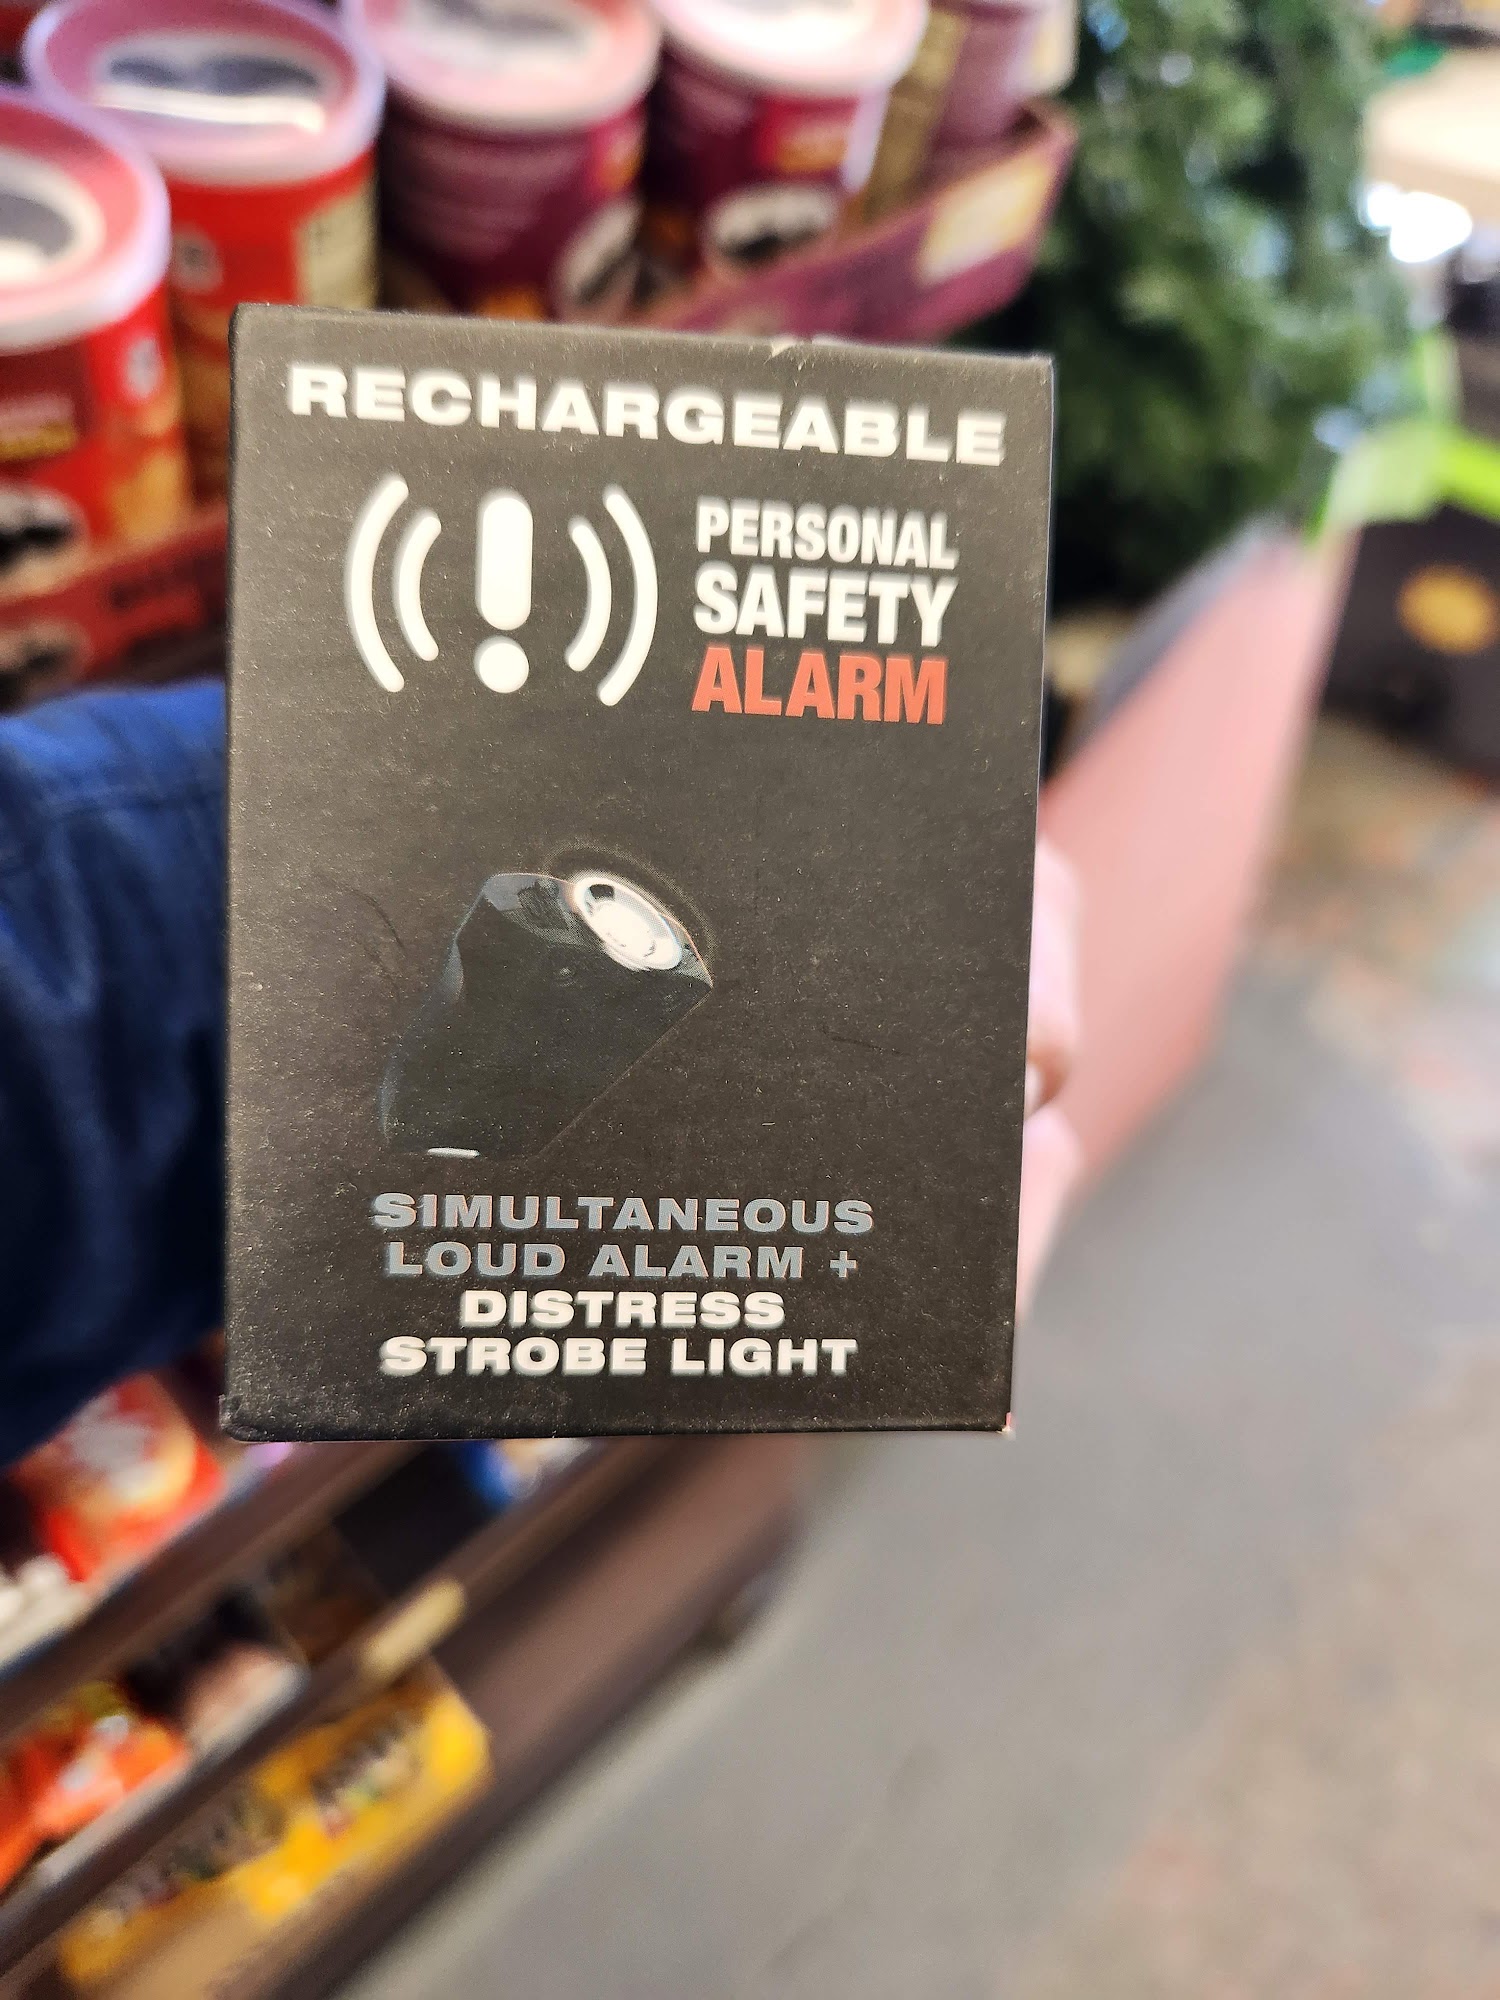 RECHARGEABLE
PERSONAL
SAFETY
ALARM
SIMULTANEOUS
LOUD ALARM +
DISTRESS
STROBE LIGHT